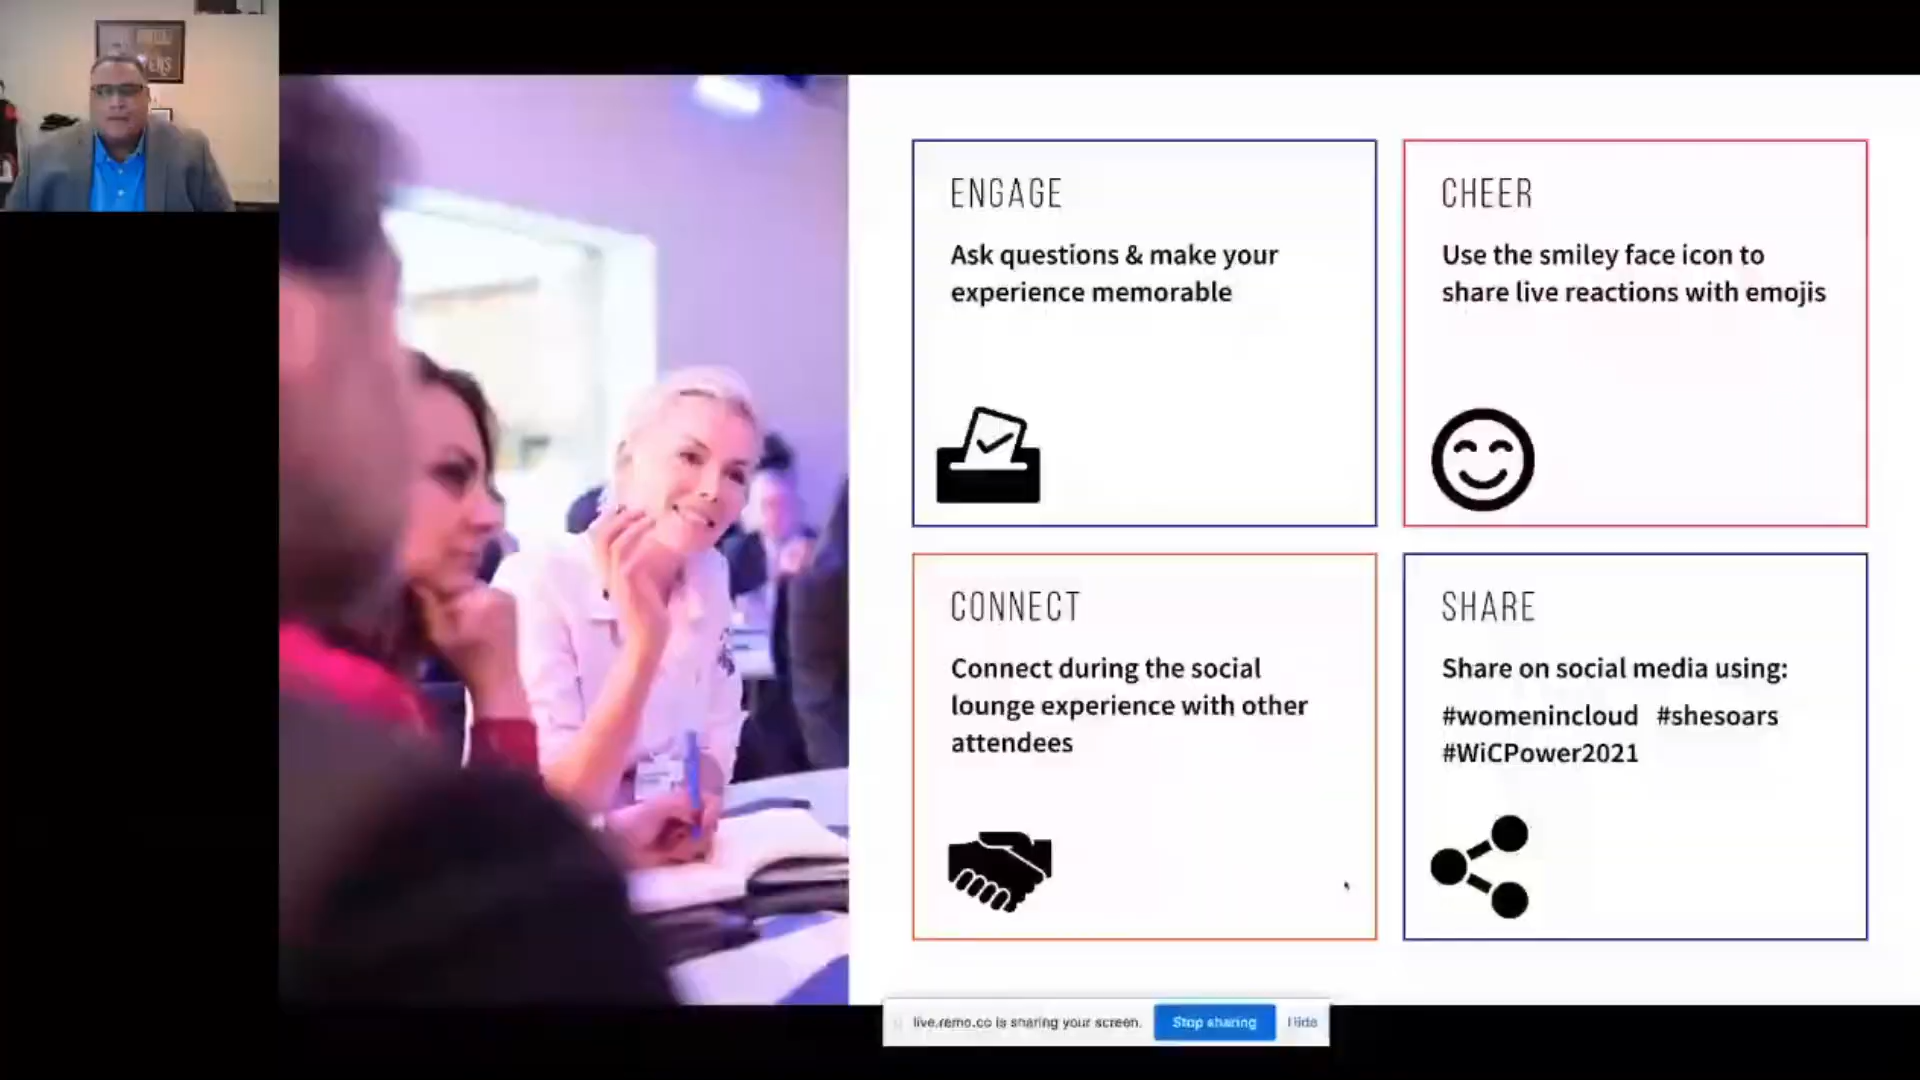 ENGAGE
Ask questions & make your
experience memorable
CHEER
Use the smiley face icon to
share live reactions with emojis
CONNECT
Connect during the social
lounge experience with other
attendees
SHARE
Share on social media using:
#womenincloud #shesoars
#WiCPower2021
live.remo.co is sharing your screen. Stop sharing Hide